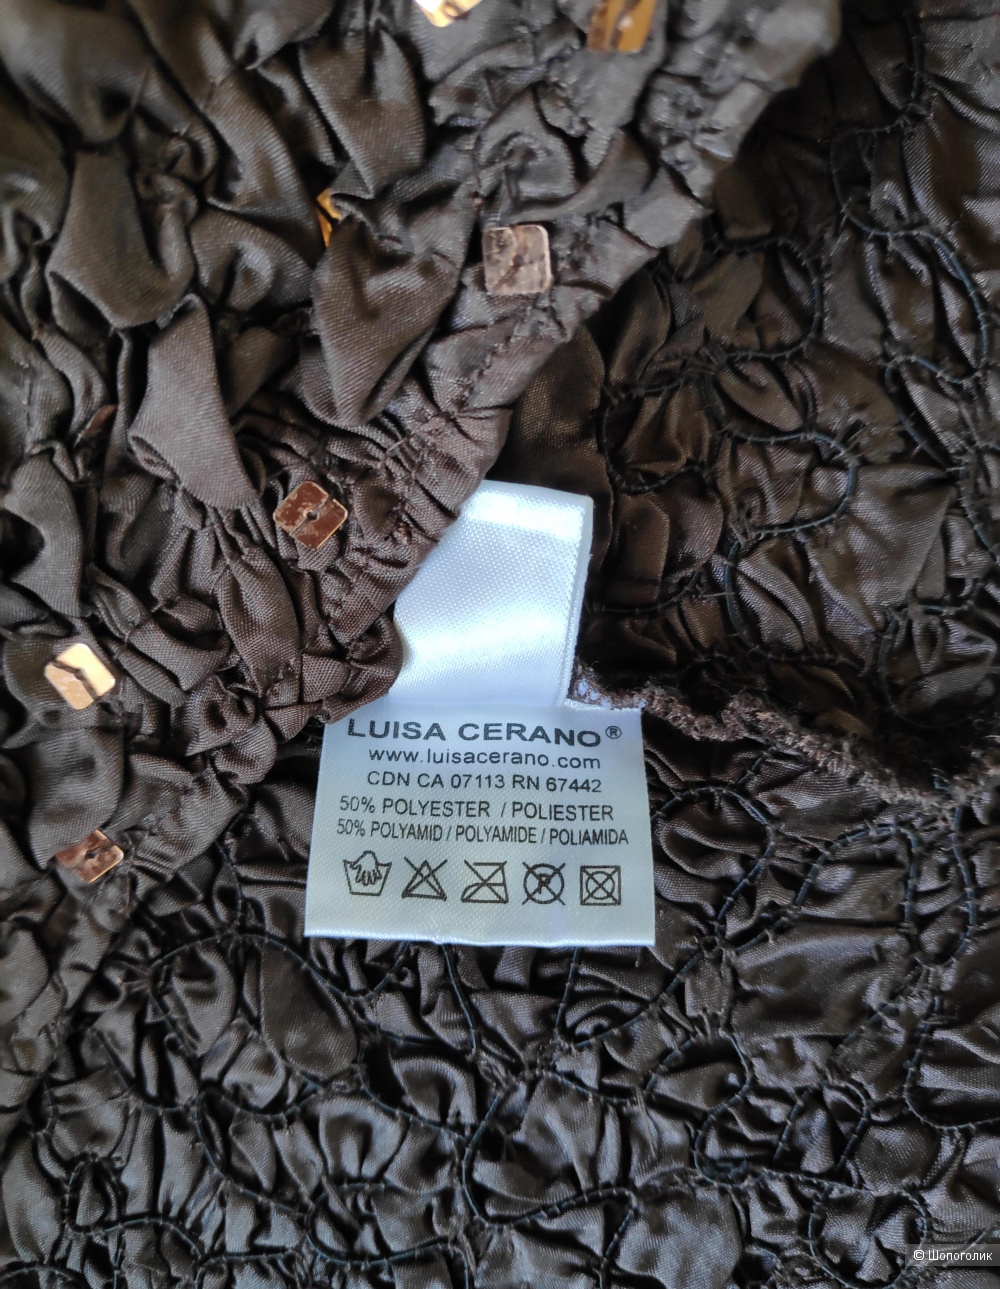 LUISA CERANO®
www.luisacerano.com
CDN CA 07113 RN 67442
50% POLYESTER / POLIESTER
50% POLYAMID / POLYAMIDE / POLIAMIDA
P
© Шопоголик